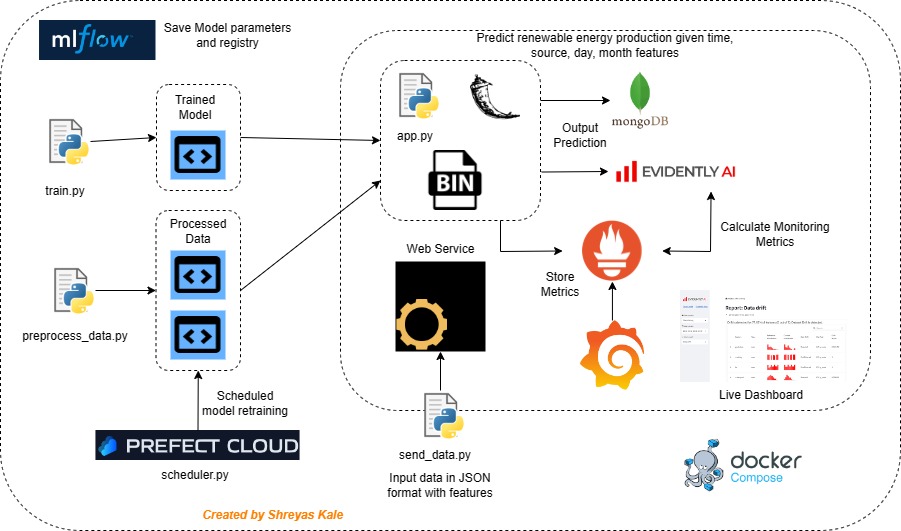 mlflow
Save Model parameters
and registry
Predict renewable energy production given time,
source, day, month features
Trained
Model
train.py
app.py
BIN
Output
Prediction
mongoDB
EVIDENTLY AI
Processed
Data
preprocess_data.py
Web Service
Store
Metrics
Calculate Monitoring
Metrics
EVIDENTLY AI
Report: Data drift
Live Dashboard
Scheduled
model retraining
PREFECT CLOUD
scheduler.py
send_data.py
Input data in JSON
format with features
docker
Compose
Created by Shreyas Kale